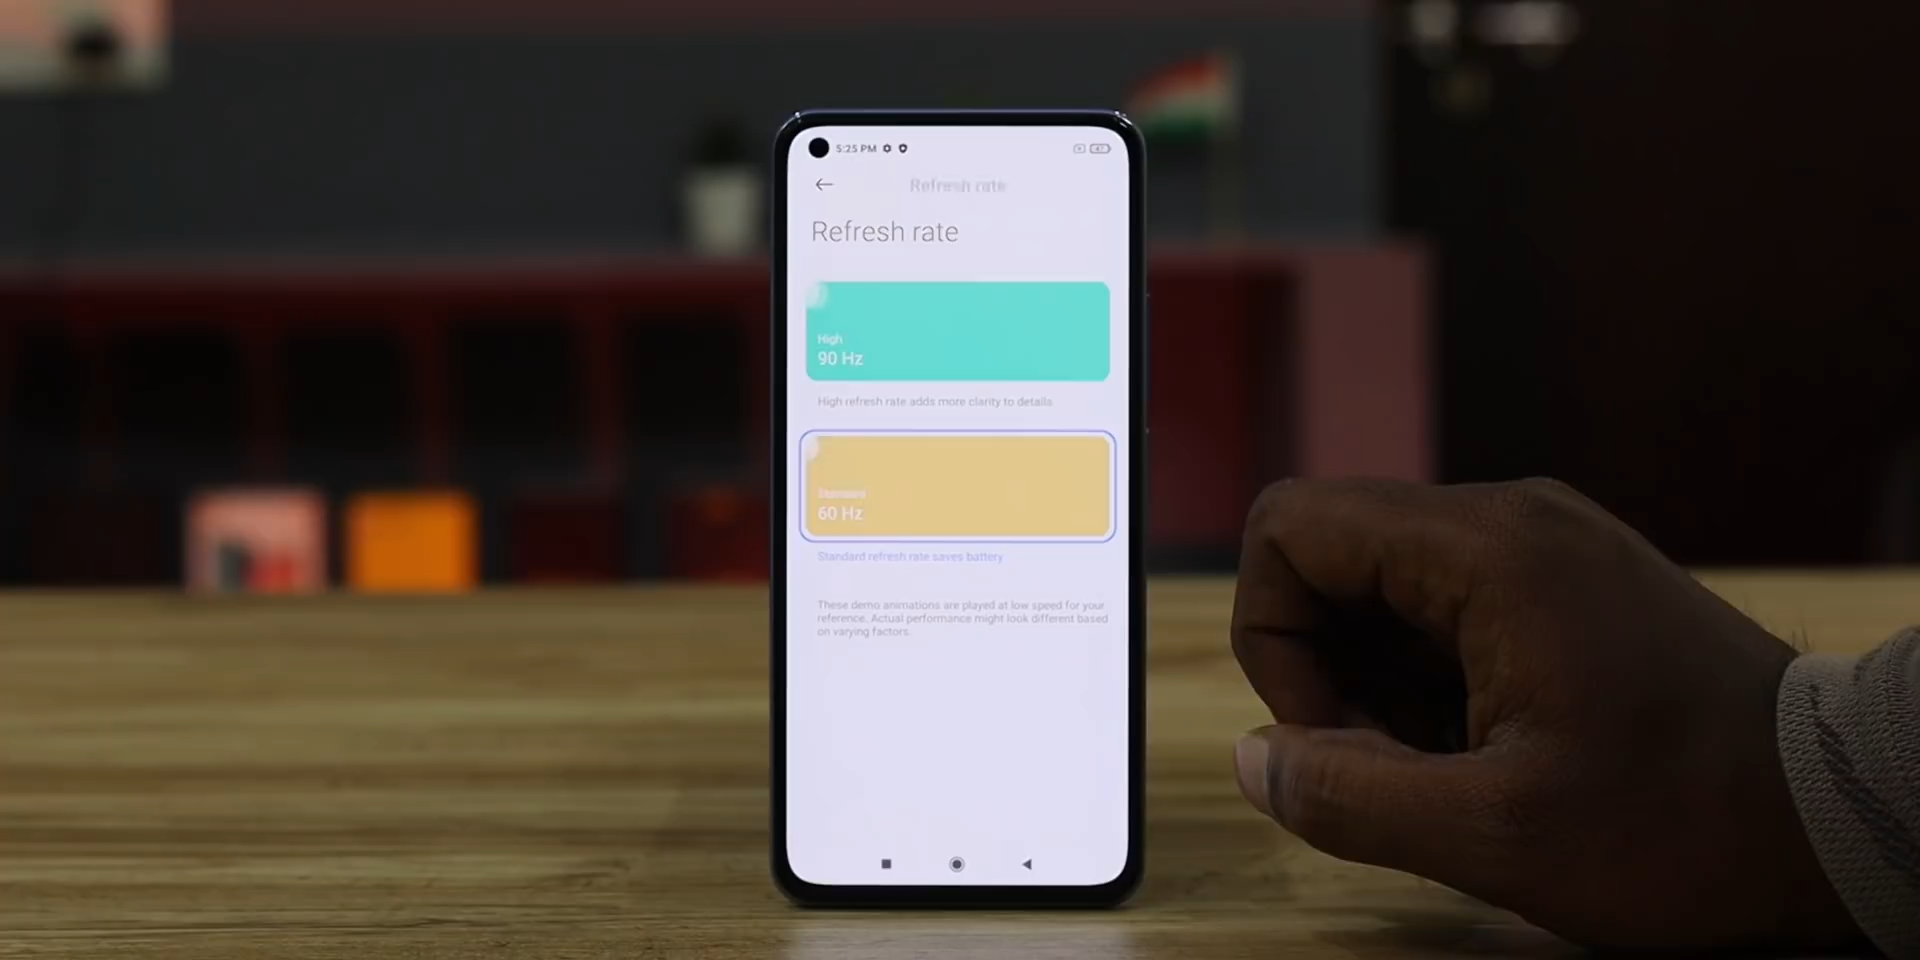 5:25 PM
47
Refresh rate
Refresh rate
High
90 Hz
High refresh rate adds more clarity to details
Standard
60 Hz
Standard refresh rate saves battery
These demo animations are played at low speed for your
reference. Actual performance might look different based
on varying factors.